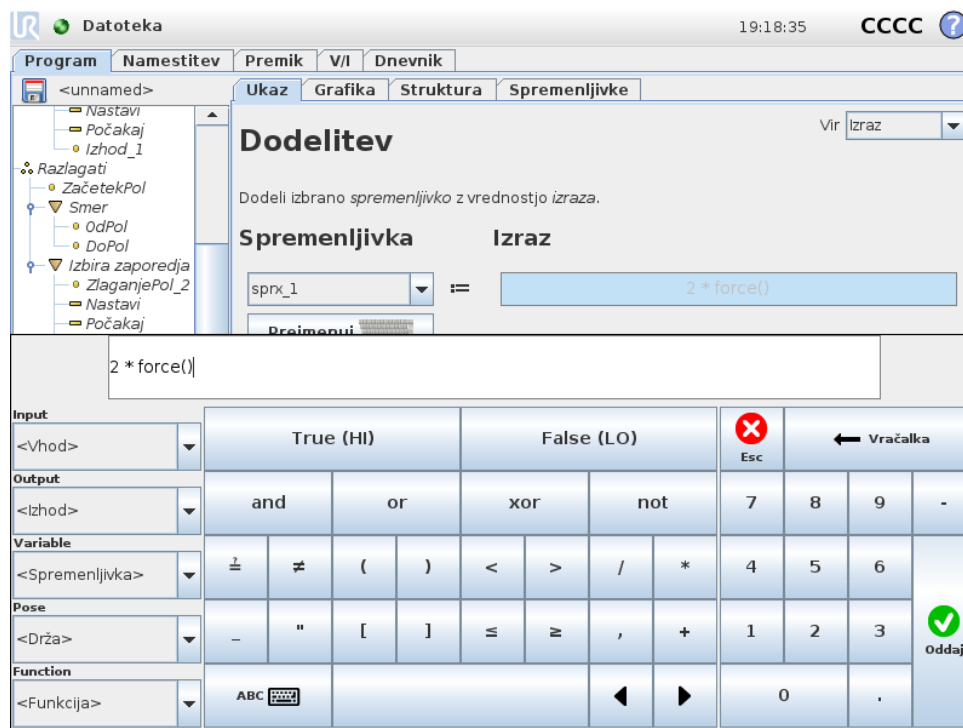 UR Datoteka 19:18:35 CCCC ?
Program Namestitev Premik V/I Dnevnik
<unnamed>
Ukaz Grafika Struktura Spremenljivke
Nastavi
Počakaj
Izhod_1
Razlagati
ZačetekPol
Smer
OdPol
DoPol
Izbira zaporedja
ZlaganjePol_2
Nastavi
Počakaj
Dodelitev
Vir Izraz
Dodeli izbrano spremenljivko z vrednostjo izraza.
Spremenljivka Izraz
sprx_1 := 2 * force()
Preimenuj
2 * force()
Input
<Vhod>
Output
<Izhod>
Variable
<Spremenljivka>
Pose
<Drža>
Function
<Funkcija>
True (HI) False (LO) Esc Vračalka
and or xor not 7 8 9 -
≟ ≠ ( ) < > / * 4 5 6
_ " [ ] ≤ ≥ , + 1 2 3 Oddaj
ABC 0 .